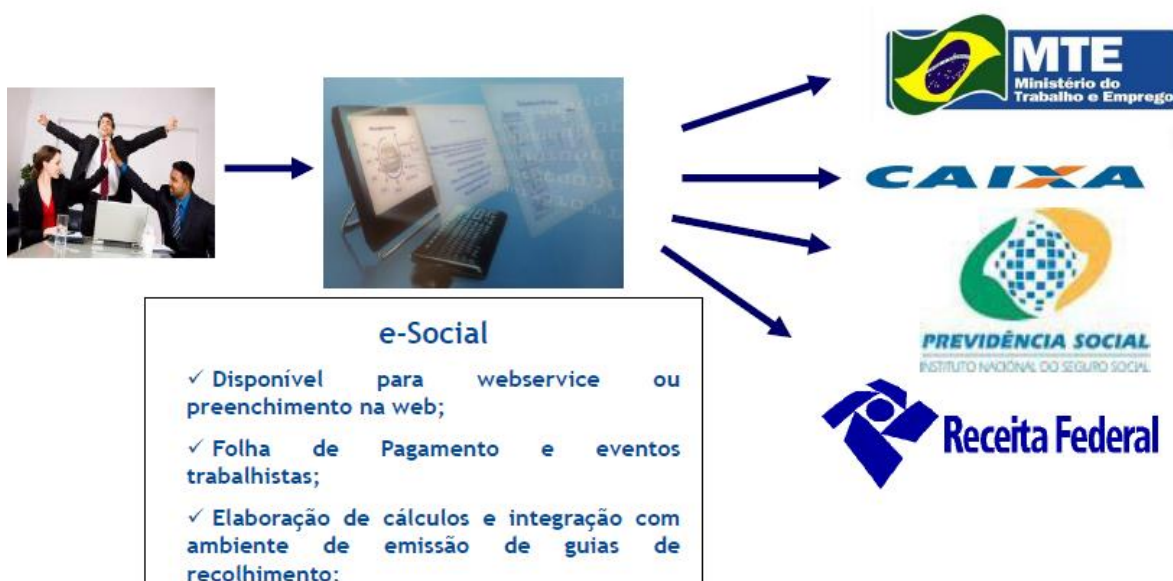 MTE
Ministério do
Trabalho e Emprego
CAIXA
PREVIDÊNCIA SOCIAL
INSTITUTO NACIONAL DO SEGURO SOCIAL
Receita Federal
e-Social
✓ Disponível para webservice ou
preenchimento na web;
✓ Folha de Pagamento e eventos
trabalhistas;
✓ Elaboração de cálculos e integração com
ambiente de emissão de guias de
recolhimento;